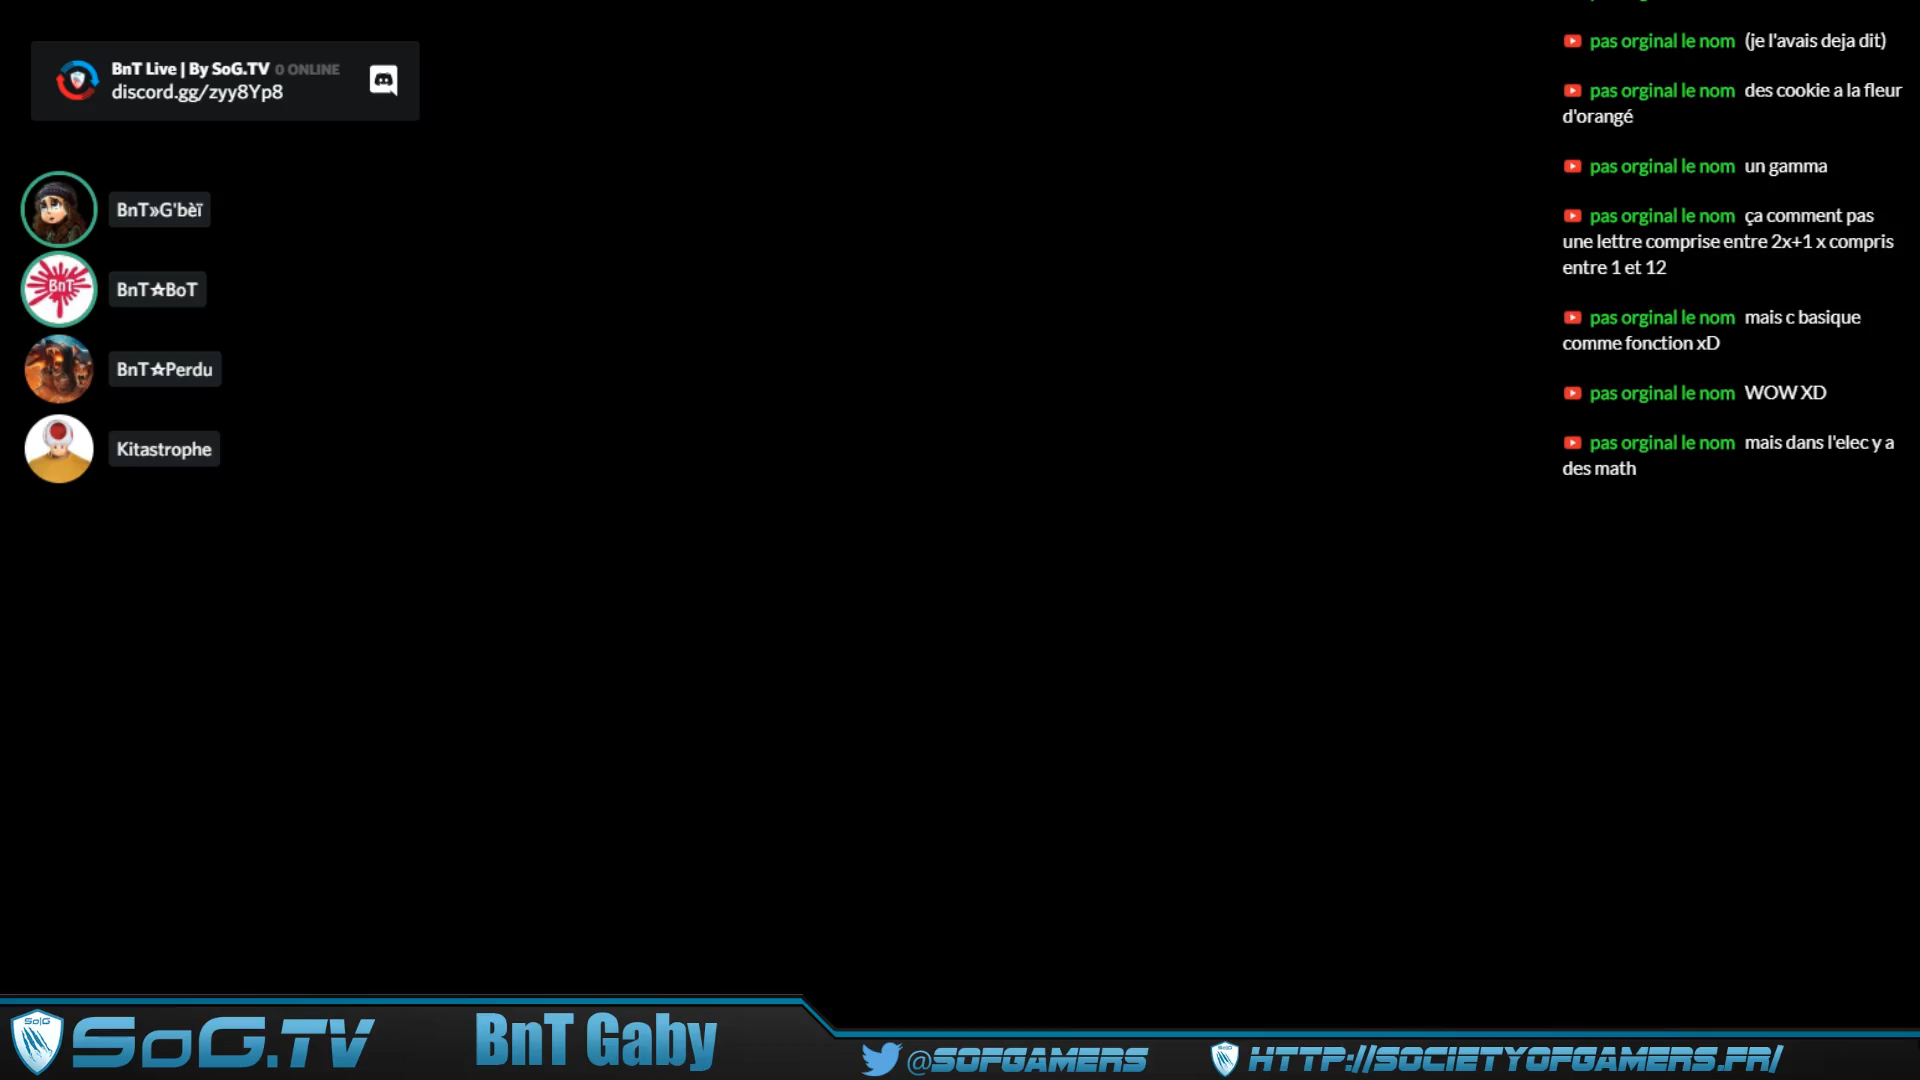 BnT Live | By SoG.TV 0 ONLINE
discord.gg/zyy8Yp8
BnT»G'bèï
BnT
BnT☆BoT
BnT☆Perdu
Kitastrophe
pas orginal le nom (je l'avais deja dit)
pas orginal le nom des cookie a la fleur
d'orangé
pas orginal le nom un gamma
pas orginal le nom ça comment pas
une lettre comprise entre 2x+1 x compris
entre 1 et 12
pas orginal le nom mais c basique
comme fonction xD
pas orginal le nom WOW XD
pas orginal le nom mais dans l'elec y a
des math
SoG
SoG.TV
BnT Gaby
@SOFGAMERS
HTTP://SOCIETYOFGAMERS.FR/